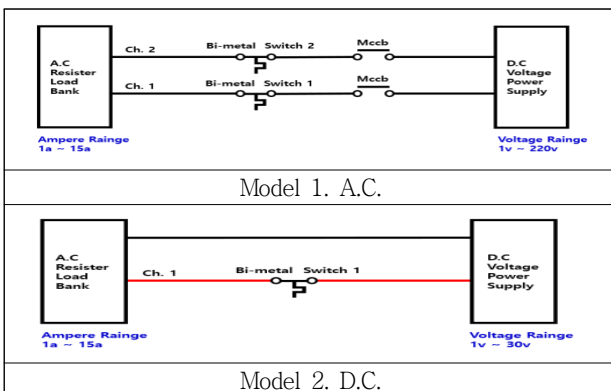 A.C
Resister
Load
Bank
Ch. 2
Bi-metal Switch 2
Mccb
Ch. 1
Bi-metal Switch 1
Mccb
D.C
Voltage
Power
Supply
Ampere Rainge
1a ~ 15a
Voltage Range
1v ~ 220v
Model 1. A.C.
A.C
Resister
Load
Bank
Ch. 1
Bi-metal Switch 1
D.C
Voltage
Power
Supply
Ampere Rainge
1a ~ 15a
Voltage Rainge
1v ~ 30v
Model 2. D.C.